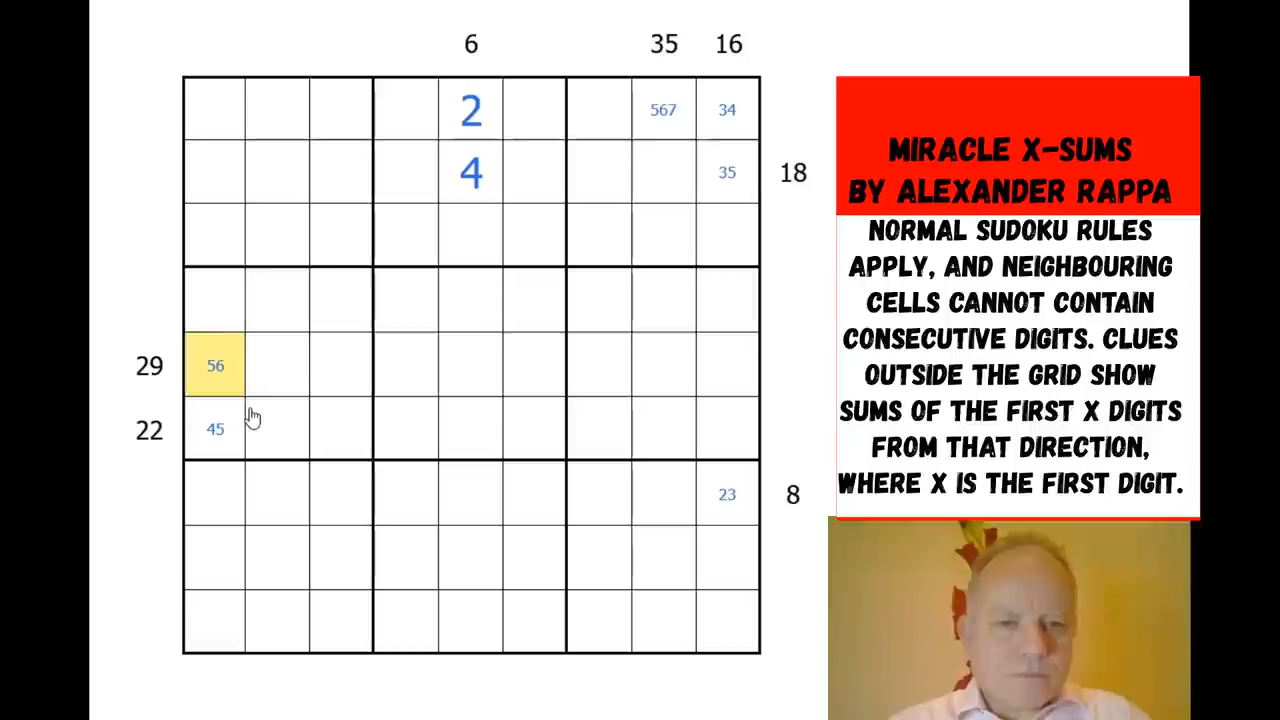 6 35 16
2 567 34
4 35 18
29 56
22 45
23 8
MIRACLE X-SUMS
BY ALEXANDER RAPPA
NORMAL SUDOKU RULES
APPLY, AND NEIGHBOURING
CELLS CANNOT CONTAIN
CONSECUTIVE DIGITS. CLUES
OUTSIDE THE GRID SHOW
SUMS OF THE FIRST X DIGITS
FROM THAT DIRECTION,
WHERE X IS THE FIRST DIGIT.